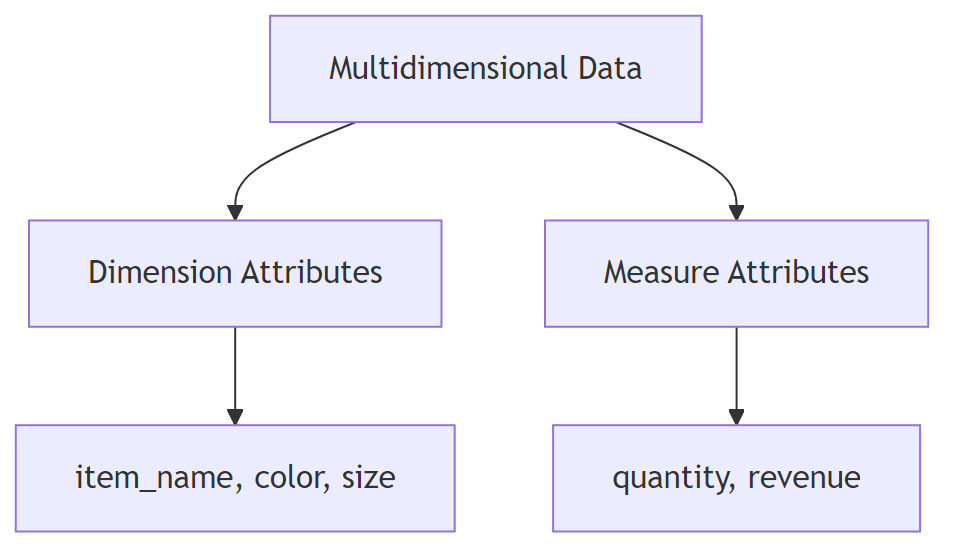 Multidimensional Data
Dimension Attributes
Measure Attributes
item_name, color, size
quantity, revenue